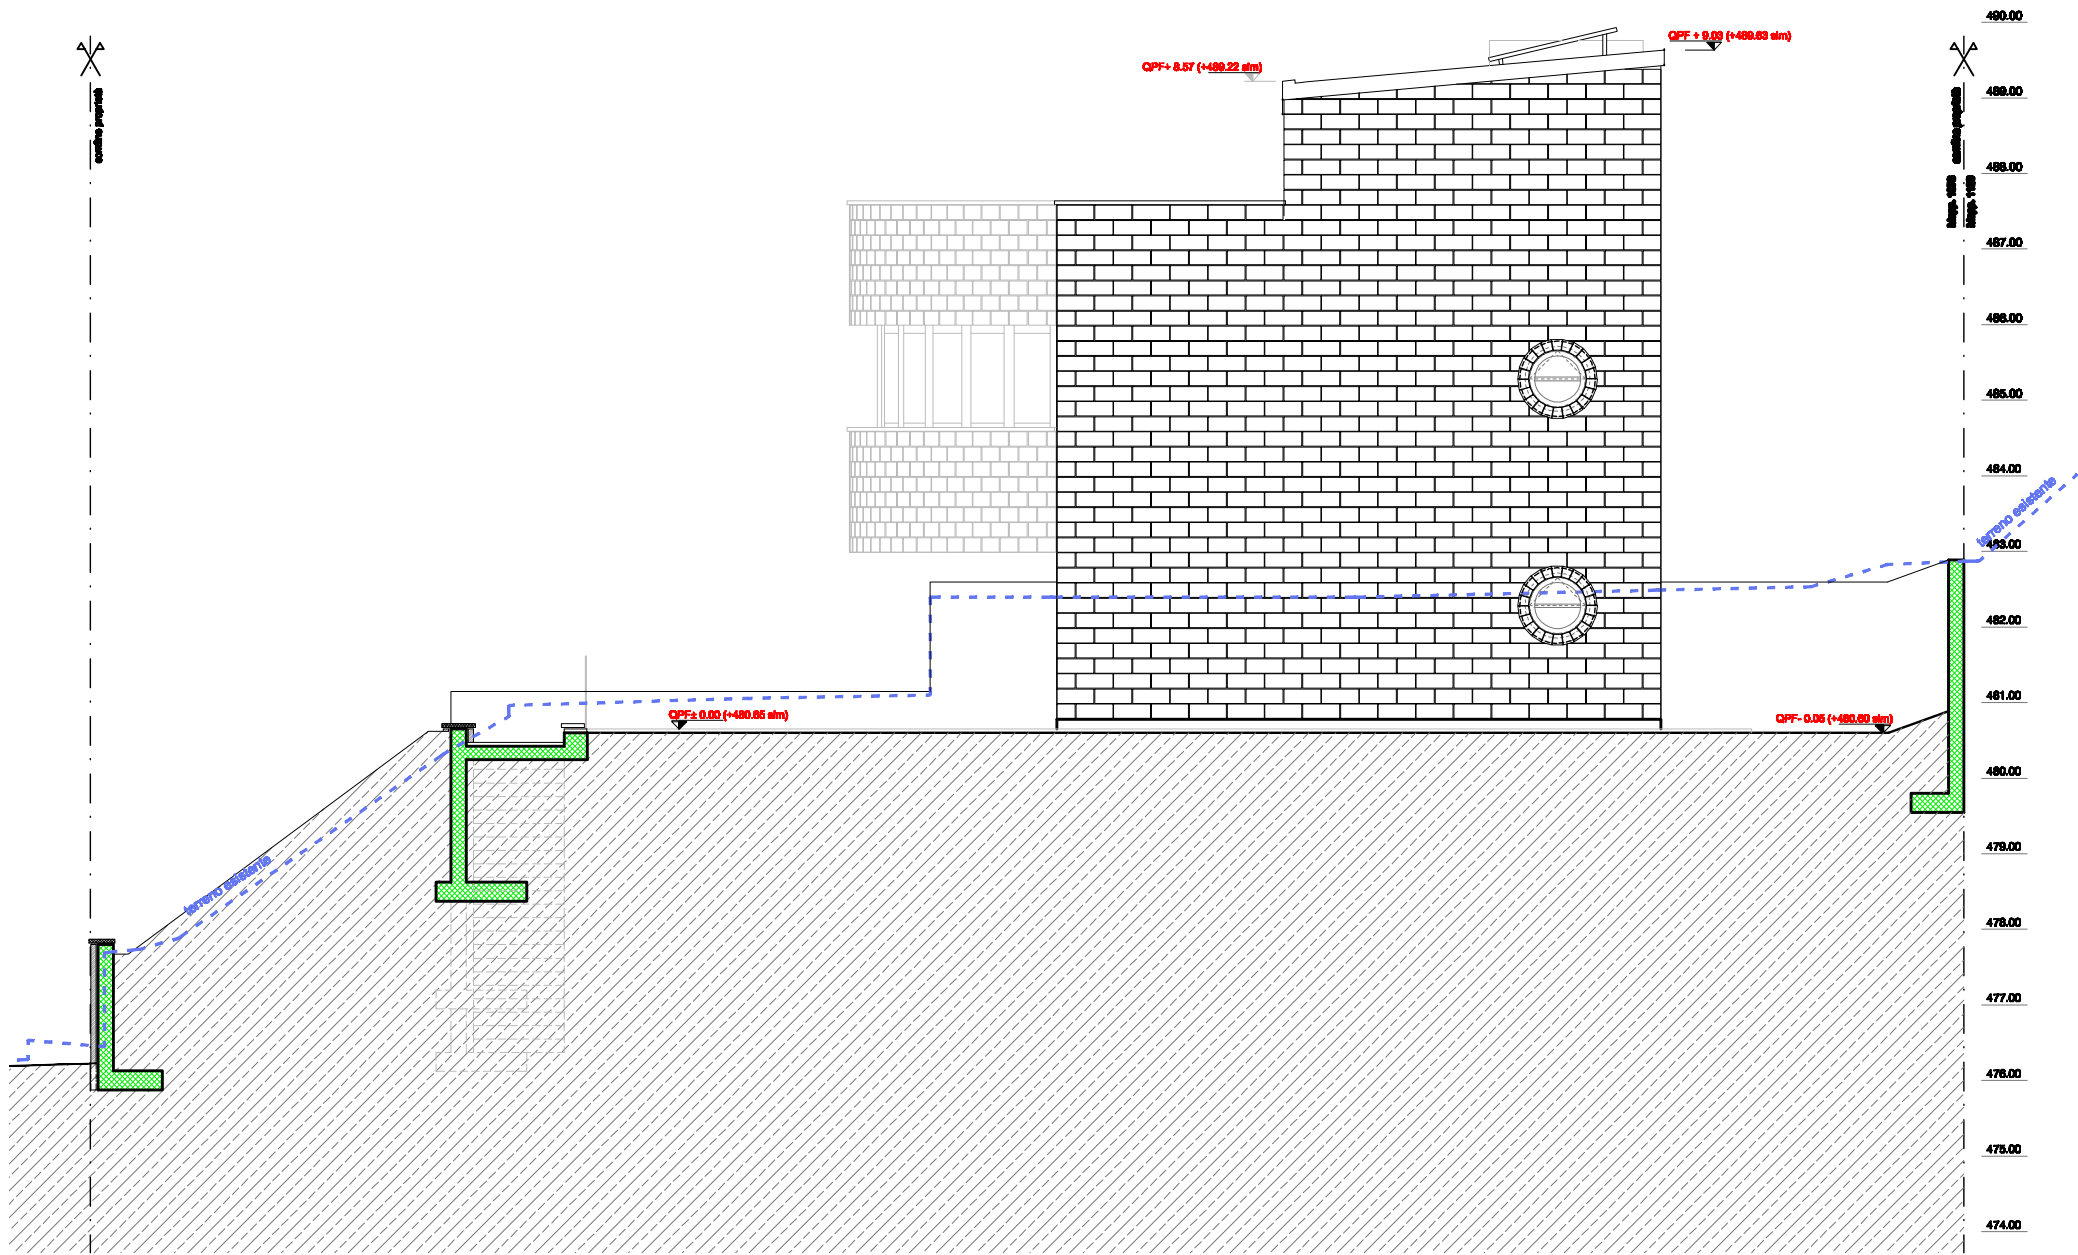 490.00
QPF + 9.03 (+489.63 slm)
QPF+ 8.57 (+489.22 slm)
489.00
confine proprietà
confine proprietà
488.00
487.00
486.00
485.00
484.00
terreno esistente
483.00
482.00
481.00
QPF± 0.00 (+480.65 slm)
QPF- 0.05 (+480.60 slm)
480.00
479.00
terreno esistente
478.00
477.00
476.00
475.00
474.00